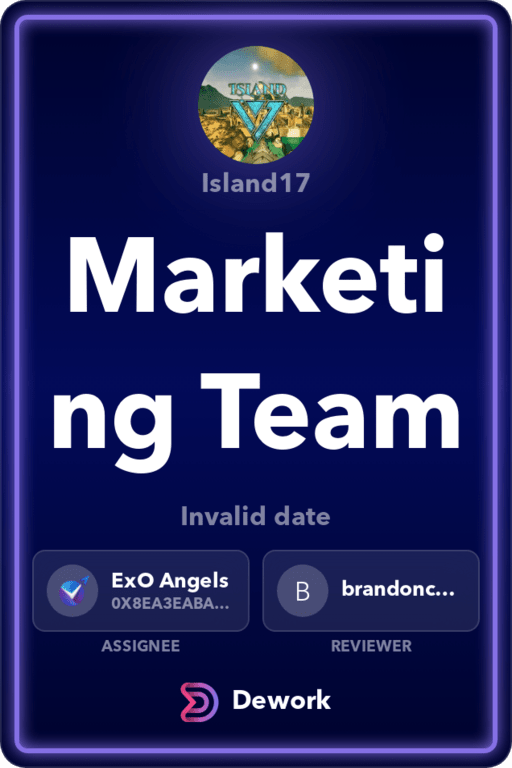 ISLAND
Island17
Marketi
ng Team
Invalid date
ExO Angels
0X8EA3EABA...
ASSIGNEE
B
brandonc...
REVIEWER
Dework